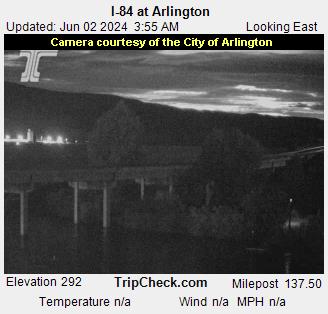 I-84 at Arlington
Updated: Jun 02 2024 3:55 AM Looking East
Camera courtesy of the City of Arlington
Elevation 292 TripCheck.com Milepost 137.50
Temperature n/a Wind n/a MPH n/a